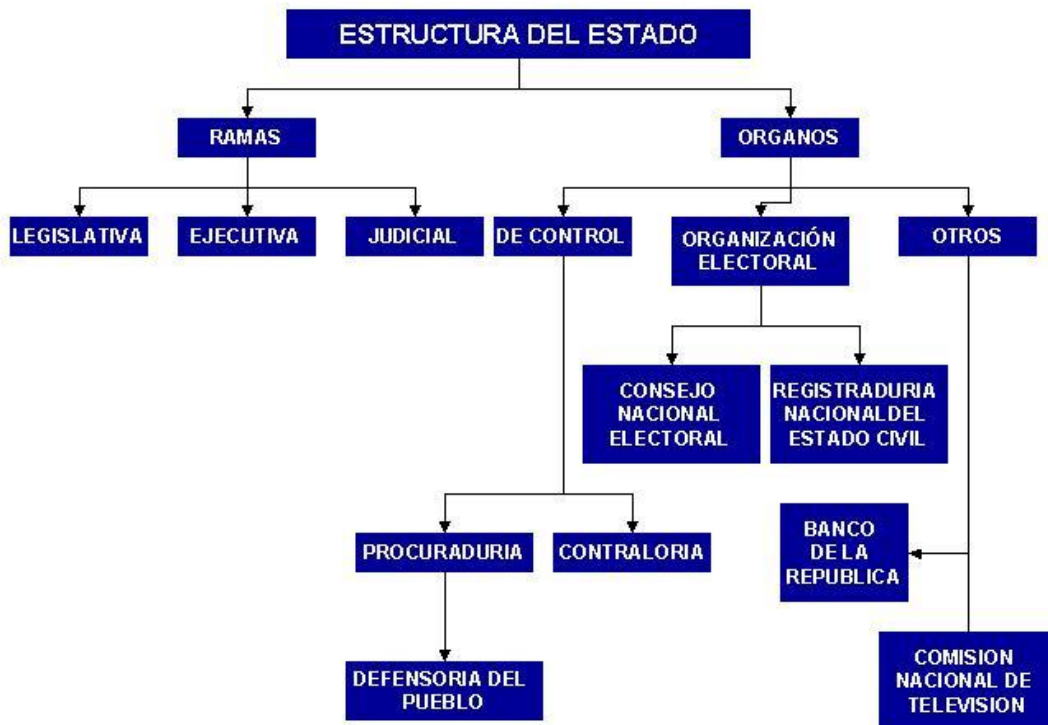 ESTRUCTURA DEL ESTADO
RAMAS
ORGANOS
LEGISLATIVA
EJECUTIVA
JUDICIAL
DE CONTROL
ORGANIZACIÓN
ELECTORAL
OTROS
CONSEJO
NACIONAL
ELECTORAL
REGISTRADURIA
NACIONAL DEL
ESTADO CIVIL
PROCURADURIA
CONTRALORIA
BANCO
DE LA
REPUBLICA
DEFENSORIA DEL
PUEBLO
COMISION
NACIONAL DE
TELEVISION